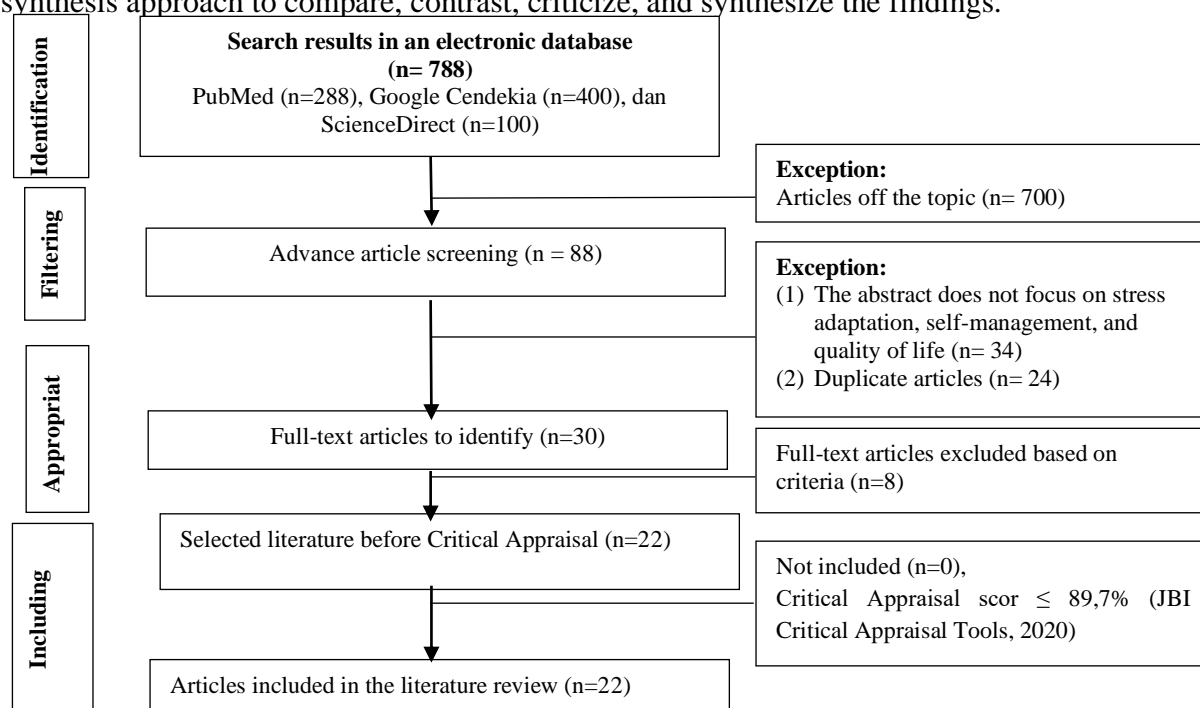 synthesis approach to compare, contrast, criticize, and synthesize the findings.
Identification
Search results in an electronic database
(n= 788)
PubMed (n=288), Google Cendekia (n=400), dan
ScienceDirect (n=100)
Exception:
Articles off the topic (n= 700)
Filtering
Advance article screening (n = 88)
Exception:
(1) The abstract does not focus on stress
adaptation, self-management, and
quality of life (n= 34)
(2) Duplicate articles (n= 24)
Appropriat
Full-text articles to identify (n=30)
Full-text articles excluded based on
criteria (n=8)
Selected literature before Critical Appraisal (n=22)
Including
Not included (n=0),
Critical Appraisal scor ≤ 89,7% (JBI
Critical Appraisal Tools, 2020)
Articles included in the literature review (n=22)